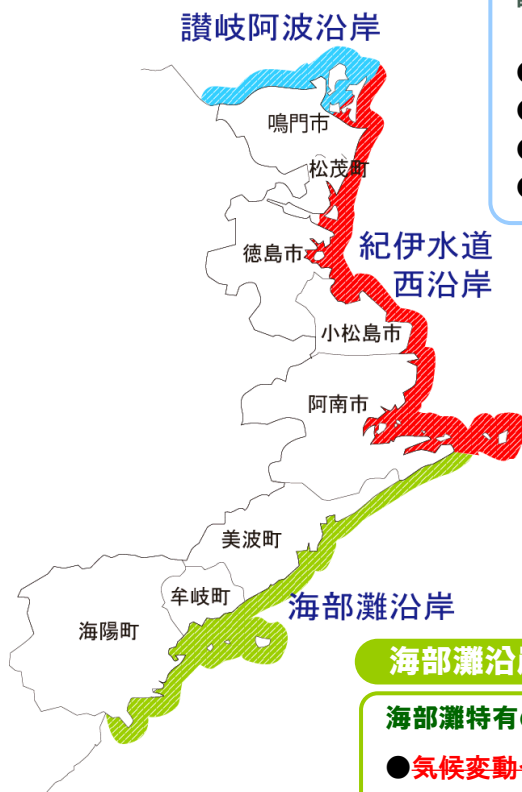 讃岐阿波沿岸
●
●
●
●
鳴門市
松茂町
徳島市
紀伊水道
西沿岸
小松島市
阿南市
美波町
牟岐町
海部灘沿岸
海陽町
海部灘沿
海部灘特有
●気候変動